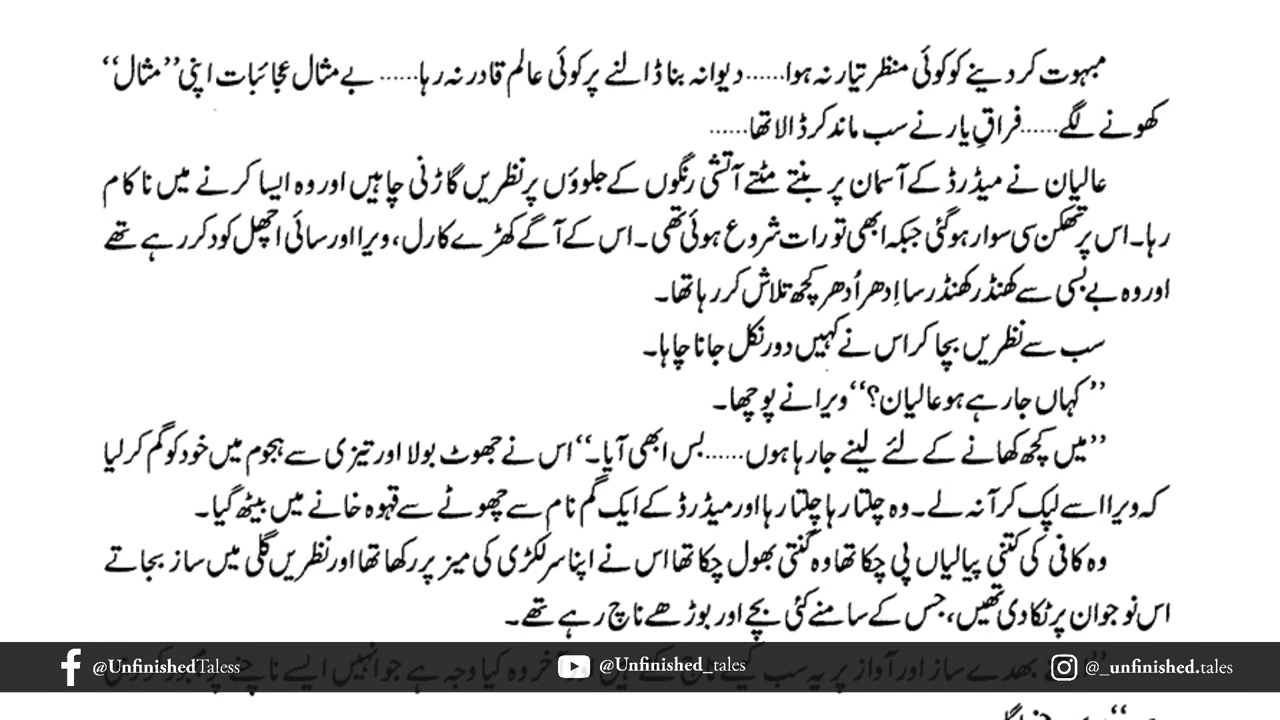 مبہوت کر دینے کو کوئی منظر تیار نہ ہوا......دیوانہ بنا ڈالنے پر کوئی عالم قادر نہ رہا...... بے مثال عجائبات اپنی ’’مثال‘‘
کھونے لگے......فراقِ یار نے سب ماند کر ڈالا تھا......
عالیان نے میڈرڈ کے آسمان پر بنتے مٹتے آتشی رنگوں کے جلوؤں پر نظریں گاڑنی چاہیں اور وہ ایسا کرنے میں ناکام
رہا۔ اس پر تھکن سی سوار ہو گئی جبکہ ابھی تو رات شروع ہوئی تھی۔ اس کے آگے کھڑے کارل، ویرا اور سائی اچھل کود کر رہے تھے
اور وہ بے بسی سے کھنڈر کھنڈر سا اِدھر اُدھر کچھ تلاش کر رہا تھا۔
سب سے نظریں بچا کر اس نے کہیں دور نکل جانا چاہا۔
’’کہاں جا رہے ہو عالیان؟‘‘ ویرا نے پوچھا۔
’’میں کچھ کھانے کے لئے لینے جا رہا ہوں......بس ابھی آیا۔‘‘ اس نے جھوٹ بولا اور تیزی سے ہجوم میں خود کو گم کر لیا
کہ ویرا اسے لپک کر آ نہ لے۔ وہ چلتا رہا چلتا رہا اور میڈرڈ کے ایک گم نام سے چھوٹے سے قہوہ خانے میں بیٹھ گیا۔
وہ کافی کی کتنی پیالیاں پی چکا تھا وہ گنتی بھول چکا تھا اس نے اپنا سر لکڑی کی میز پر رکھا تھا اور نظریں گلی میں ساز بجاتے
اس نوجوان پر ٹکا دی تھیں، جس کے سامنے کئی بچے اور بوڑھے ناچ رہے تھے۔
بھدے ساز اور آواز پر یہ سب کیسے ناچ
@UnfinishedTaless
@Unfinished_tales
@_unfinished.tales